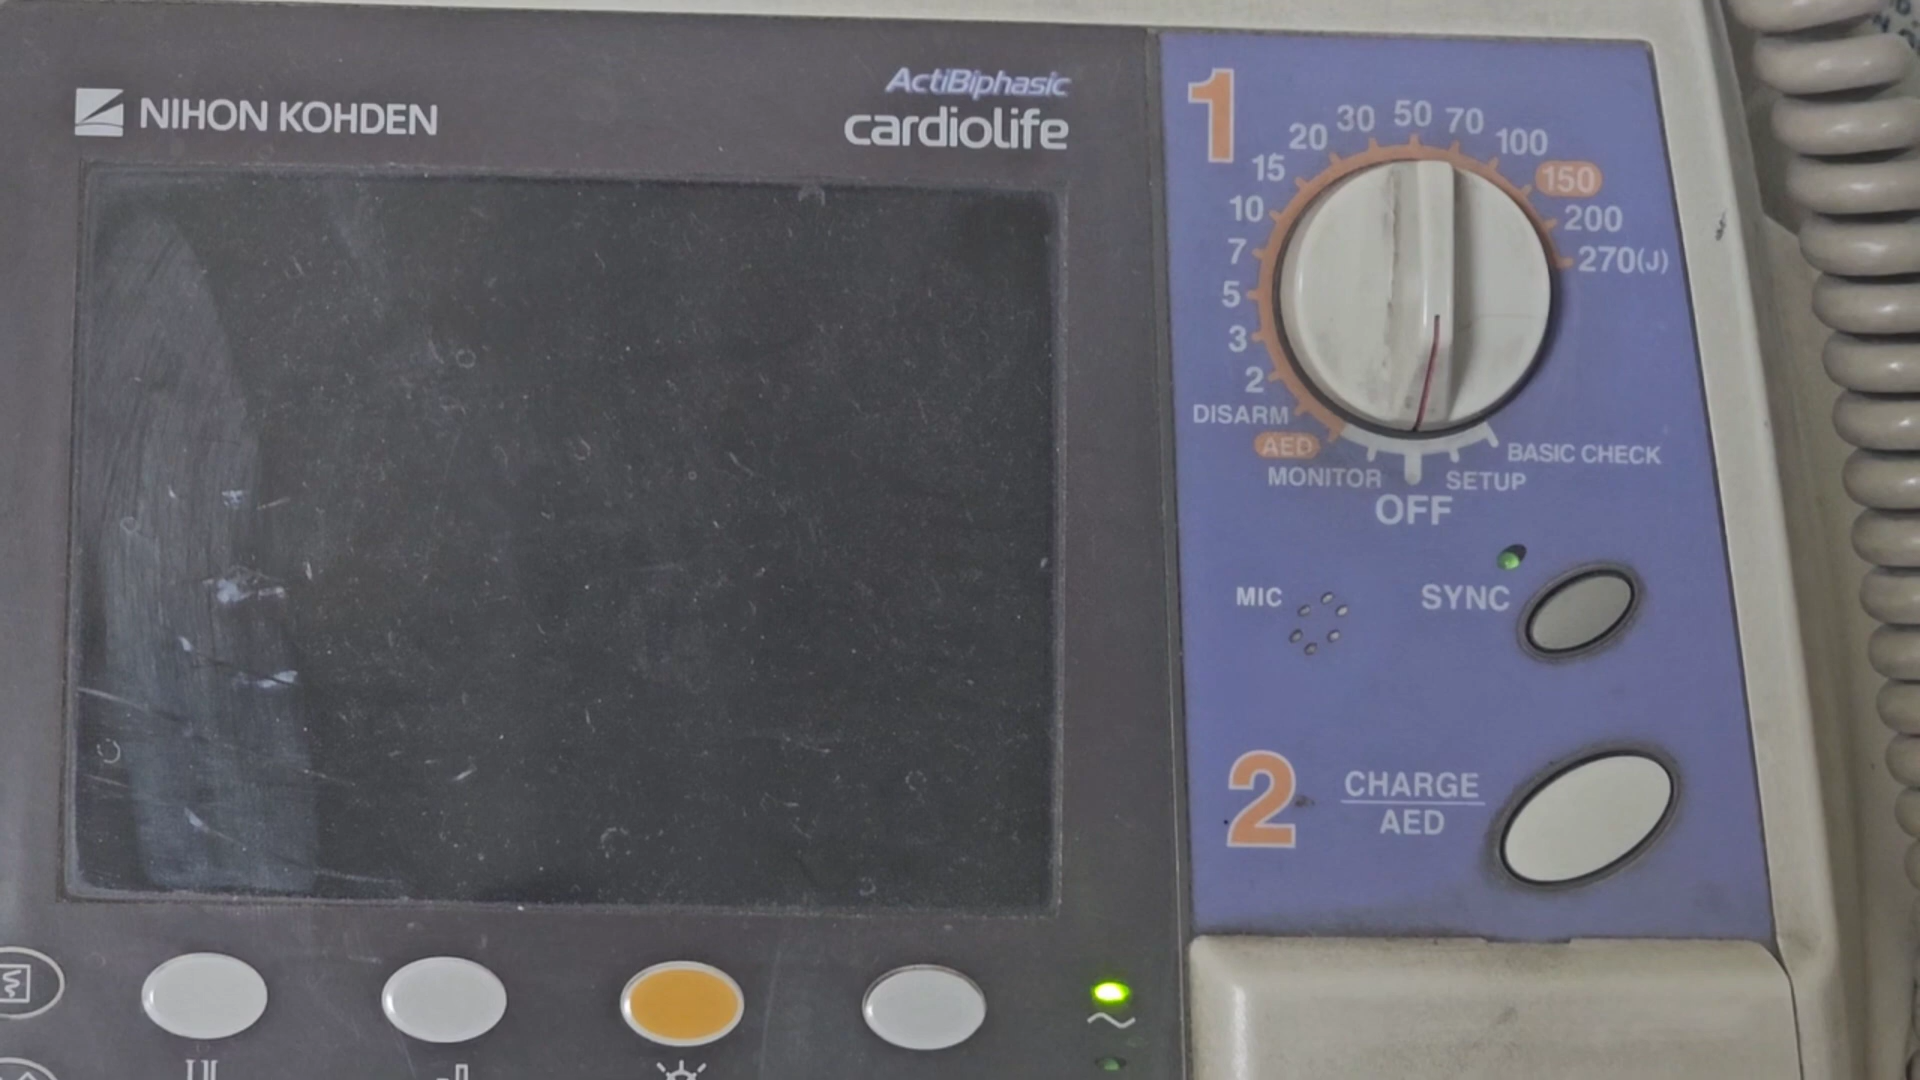 NIHON KOHDEN
ActiBiphasic
cardiolife
1
2
3
5
7
10
15
20
30
50
70
100
150
200
270(J)
DISARM
AED
MONITOR
OFF
SETUP
BASIC CHECK
MIC
SYNC
2
CHARGE
AED